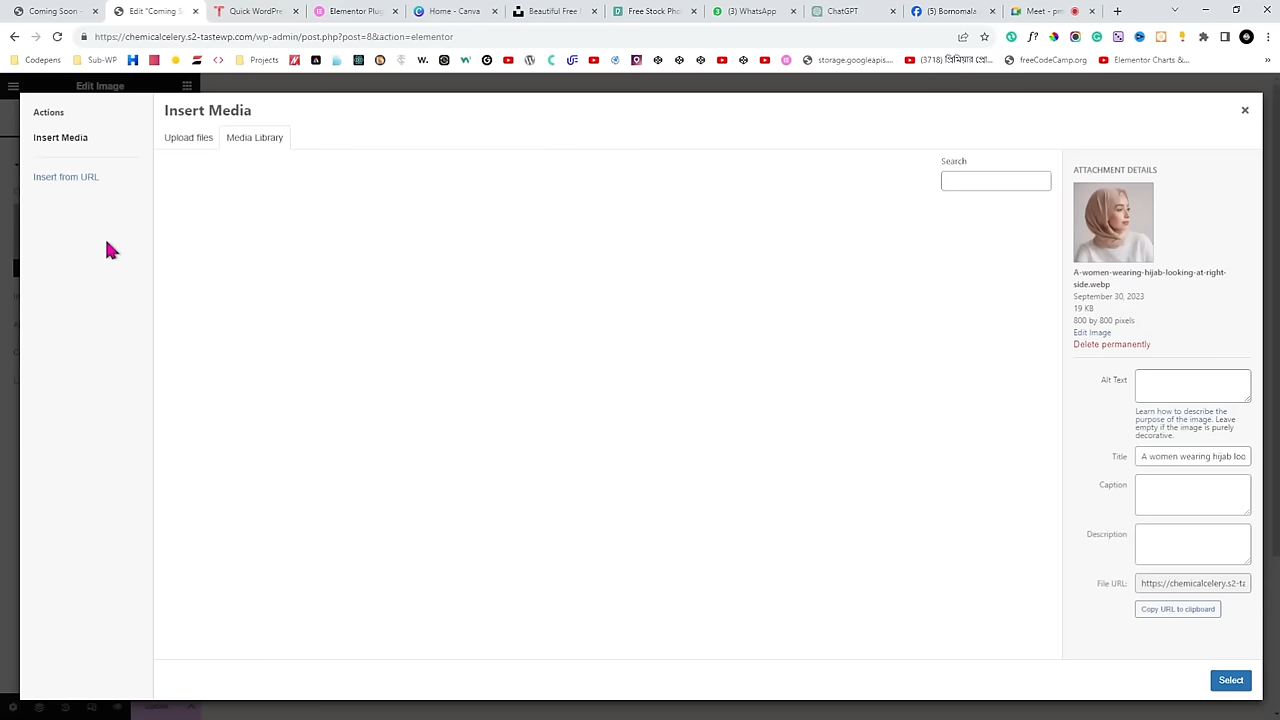 Coming Soon –
Edit "Coming S
Quick WordPre
Elementor Plug
Home - Canva
Beautiful Free
Free Stock Pho
(3) WhatsApp
ChatGPT
(5) Bornomala
Meet - m
https://chemicalcelery.s2-tastewp.com/wp-admin/post.php?post=8&action=elementor
Codepens
Sub-WP
Projects
storage.googleapis....
freeCodeCamp.org
Elementor Charts &...
Edit Image
Actions
Insert Media
Insert from URL
Insert Media
Upload files
Media Library
Search
ATTACHMENT DETAILS
A-women-wearing-hijab-looking-at-right-
side.webp
September 30, 2023
19 KB
800 by 800 pixels
Edit Image
Delete permanently
Alt Text
Learn how to describe the
purpose of the image. Leave
empty if the image is purely
decorative.
Title
A women wearing hijab loo
Caption
Description
File URL:
https://chemicalcelery.s2-ta
Copy URL to clipboard
Select